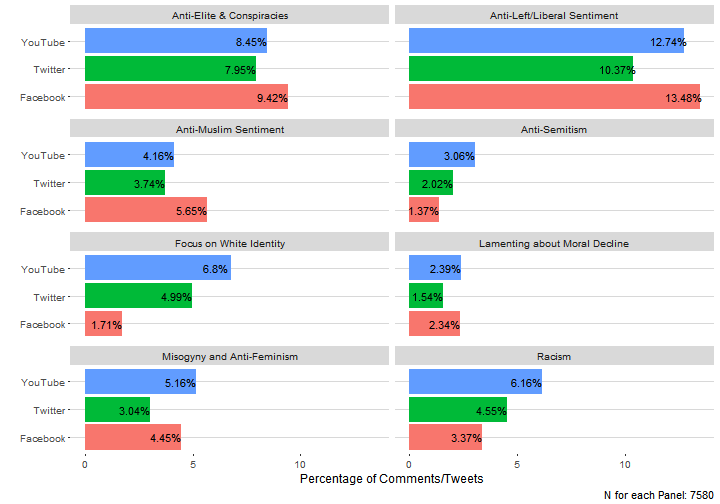 Anti-Elite & Conspiracies
Anti-Left/Liberal Sentiment
YouTube 8.45% 12.74%
Twitter 7.95% 10.37%
Facebook 9.42% 13.48%
Anti-Muslim Sentiment
Anti-Semitism
YouTube 4.16% 3.06%
Twitter 3.74% 2.02%
Facebook 5.65% 1.37%
Focus on White Identity
Lamenting about Moral Decline
YouTube 6.8% 2.39%
Twitter 4.99% 1.54%
Facebook 1.71% 2.34%
Misogyny and Anti-Feminism
Racism
YouTube 5.16% 6.16%
Twitter 3.04% 4.55%
Facebook 4.45% 3.37%
0 5 10 0 5 10
Percentage of Comments/Tweets
N for each Panel: 7580